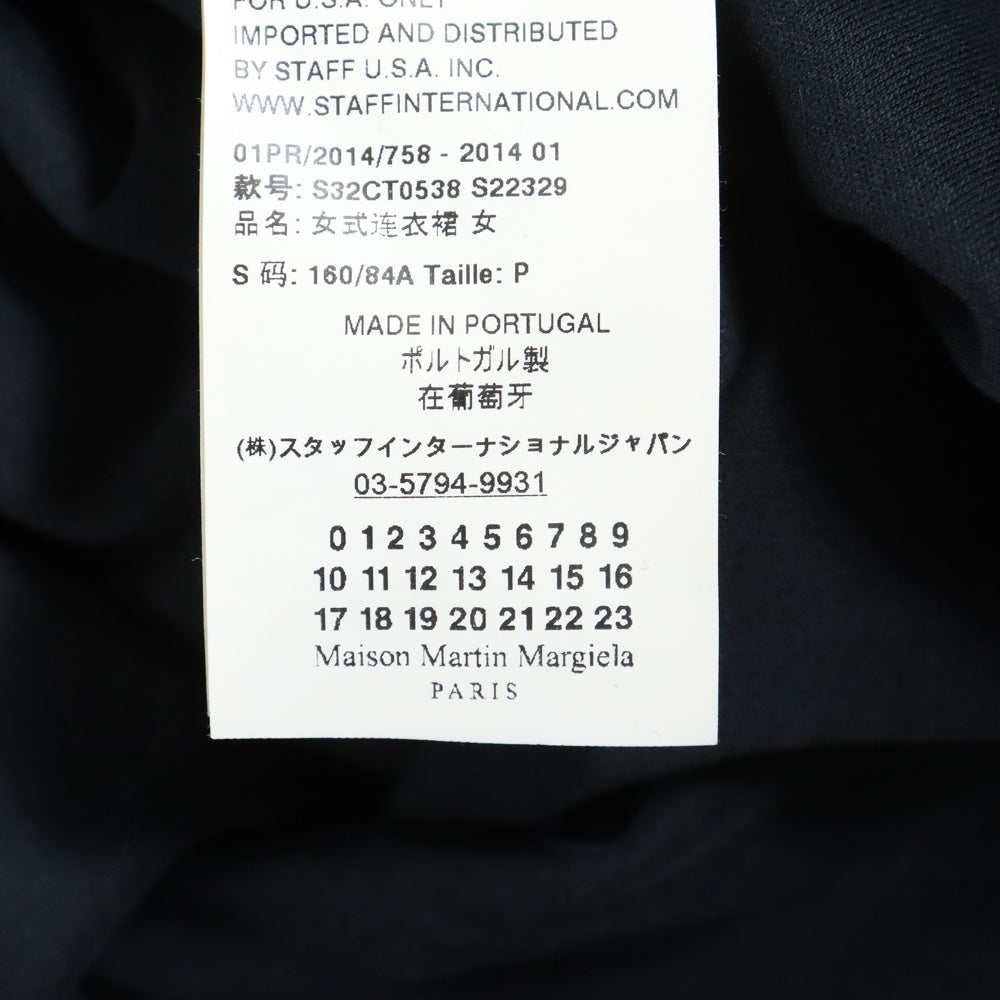 FOR U.S.A. ONLY
IMPORTED AND DISTRIBUTED
BY STAFF U.S.A. INC.
WWW.STAFFINTERNATIONAL.COM
01PR/2014/758 - 2014 01
款号: S32CT0538 S22329
品名: 女式连衣裙 女
S 码: 160/84A Taille: P
MADE IN PORTUGAL
ポルトガル製
在葡萄牙
(株)スタッフインターナショナルジャパン
03-5794-9931
0 1 2 3 4 5 6 7 8 9
10 11 12 13 14 15 16
17 18 19 20 21 22 23
Maison Martin Margiela
PARIS